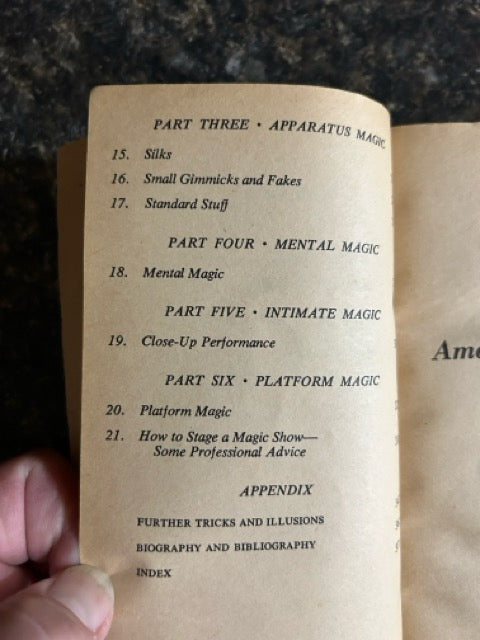 PART THREE • APPARATUS MAGIC
15. Silks
16. Small Gimmicks and Fakes
17. Standard Stuff
PART FOUR • MENTAL MAGIC
18. Mental Magic
PART FIVE • INTIMATE MAGIC
19. Close-Up Performance
PART SIX • PLATFORM MAGIC
20. Platform Magic
21. How to Stage a Magic Show—
Some Professional Advice
APPENDIX
FURTHER TRICKS AND ILLUSIONS
BIOGRAPHY AND BIBLIOGRAPHY
INDEX
Ame